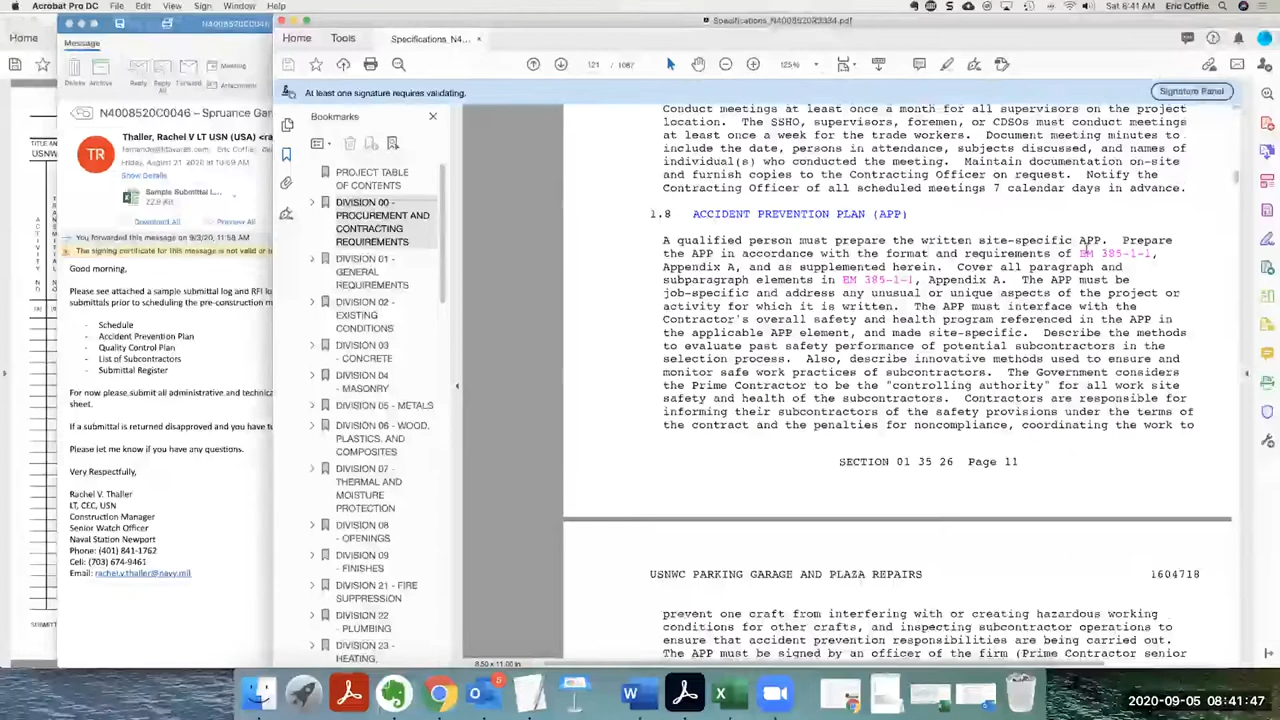 Acrobat Pro DC File Edit View Sign Window Help
Sat 6:41 AM Eric Coffie
N4008520C0046
Specifications_N4008520R0034.pdf
Home
Message
Home Tools Specifications_N4... ×
Delete Archive Reply Reply All Forward Meeting Attachment
121 / 1087
125%
At least one signature requires validating.
Signature Panel
N4008520C0046 – Spruance Gar
Thaller, Rachel V LT USN (USA) <ra
Friday, August 21, 2020 at 10:59 AM
Show Details
Sample Submittal L...
22.9 KB
Download All Preview All
You forwarded this message on 9/3/20, 11:58 AM
The signing certificate for this message is not valid or
Good morning,
Please see attached a sample submittal log and RFI
submittals prior to scheduling the pre-construction m
- Schedule
- Accident Prevention Plan
- Quality Control Plan
- List of Subcontractors
- Submittal Register
For now please submit all administrative and technic
sheet.
If a submittal is returned disapproved and you have
Please let me know if you have any questions.
Very Respectfully,
Rachel V. Thaller
LT, CEC, USN
Construction Manager
Senior Watch Officer
Naval Station Newport
Phone: (401) 841-1762
Cell: (703) 674-9461
Email: rachel.v.thaller@navy.mil
TR
TITLE AN
USNW
SUBMITT
Bookmarks
PROJECT TABLE
OF CONTENTS
DIVISION 00 -
PROCUREMENT AND
CONTRACTING
REQUIREMENTS
DIVISION 01 -
GENERAL
REQUIREMENTS
DIVISION 02 -
EXISTING
CONDITIONS
DIVISION 03
- CONCRETE
DIVISION 04
- MASONRY
DIVISION 05 - METALS
DIVISION 06 - WOOD,
PLASTICS, AND
COMPOSITES
DIVISION 07 -
THERMAL AND
MOISTURE
PROTECTION
DIVISION 08
- OPENINGS
DIVISION 09
- FINISHES
DIVISION 21 - FIRE
SUPPRESSION
DIVISION 22
- PLUMBING
DIVISION 23 -
HEATING,
Conduct meetings at least once a month for all supervisors on the project
location. The SSHO, supervisors, foremen, or CDSOs must conduct meetings
at least once a week for the trade workers. Document meeting minutes to
include the date, persons in attendance, subjects discussed, and names of
individual(s) who conducted the meeting. Maintain documentation on-site
and furnish copies to the Contracting Officer on request. Notify the
Contracting Officer of all scheduled meetings 7 calendar days in advance.
1.8 ACCIDENT PREVENTION PLAN (APP)
A qualified person must prepare the written site-specific APP. Prepare
the APP in accordance with the format and requirements of EM 385-1-1,
Appendix A, and as supplemented herein. Cover all paragraph and
subparagraph elements in EM 385-1-1, Appendix A. The APP must be
job-specific and address any unusual or unique aspects of the project or
activity for which it is written. The APP must interface with the
Contractor's overall safety and health program referenced in the APP in
the applicable APP element, and made site-specific. Describe the methods
to evaluate past safety performance of potential subcontractors in the
selection process. Also, describe innovative methods used to ensure and
monitor safe work practices of subcontractors. The Government considers
the Prime Contractor to be the "controlling authority" for all work site
safety and health of the subcontractors. Contractors are responsible for
informing their subcontractors of the safety provisions under the terms of
the contract and the penalties for noncompliance, coordinating the work to
SECTION 01 35 26 Page 11
USNWC PARKING GARAGE AND PLAZA REPAIRS 1604718
prevent one craft from interfering with or creating hazardous working
conditions for other crafts, and inspecting subcontractor operations to
ensure that accident prevention responsibilities are being carried out.
The APP must be signed by an officer of the firm (Prime Contractor senior
8.50 x 11.00 in
5
2020-09-05 08:41:47